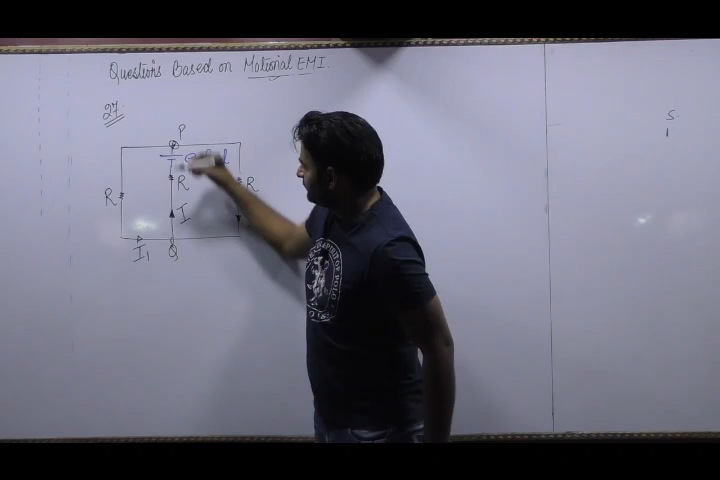 Questions Based on Motional EMI.
27.
P
R
R
R
I
I1
Q
S.